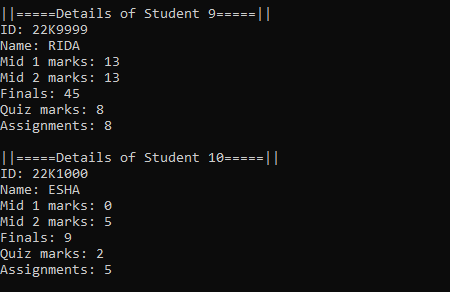 ||=====Details of Student 9=====||
ID: 22K9999
Name: RIDA
Mid 1 marks: 13
Mid 2 marks: 13
Finals: 45
Quiz marks: 8
Assignments: 8
||=====Details of Student 10=====||
ID: 22K1000
Name: ESHA
Mid 1 marks: 0
Mid 2 marks: 5
Finals: 9
Quiz marks: 2
Assignments: 5